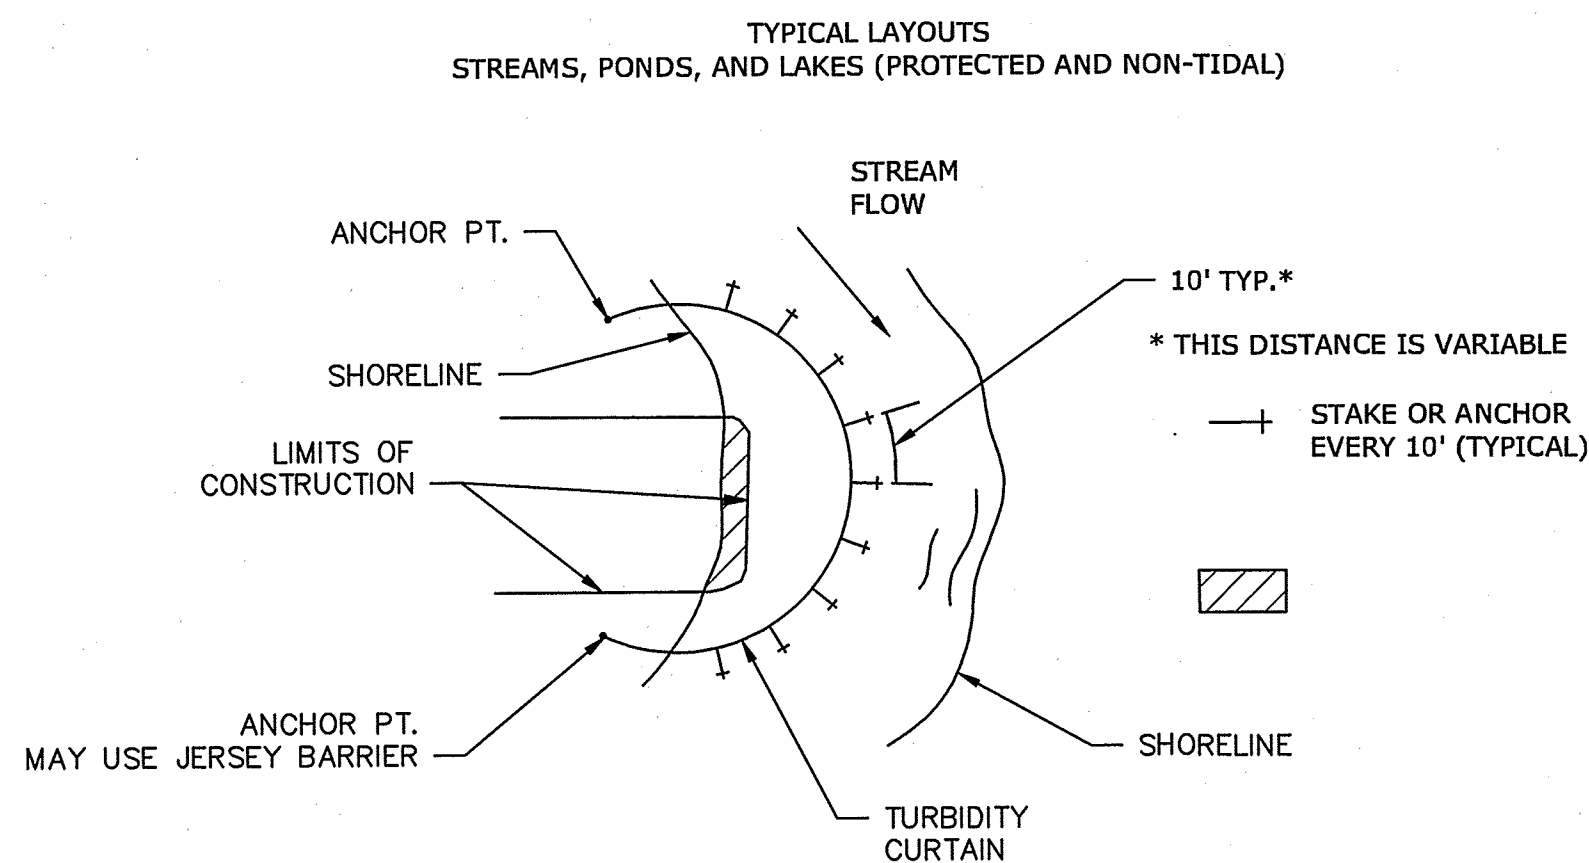 TYPICAL LAYOUTS
STREAMS, PONDS, AND LAKES (PROTECTED AND NON-TIDAL)
STREAM
FLOW
ANCHOR PT.
10' TYP.*
* THIS DISTANCE IS VARIABLE
SHORELINE
STAKE OR ANCHOR
EVERY 10' (TYPICAL)
LIMITS OF
CONSTRUCTION
ANCHOR PT.
MAY USE JERSEY BARRIER
SHORELINE
TURBIDITY
CURTAIN